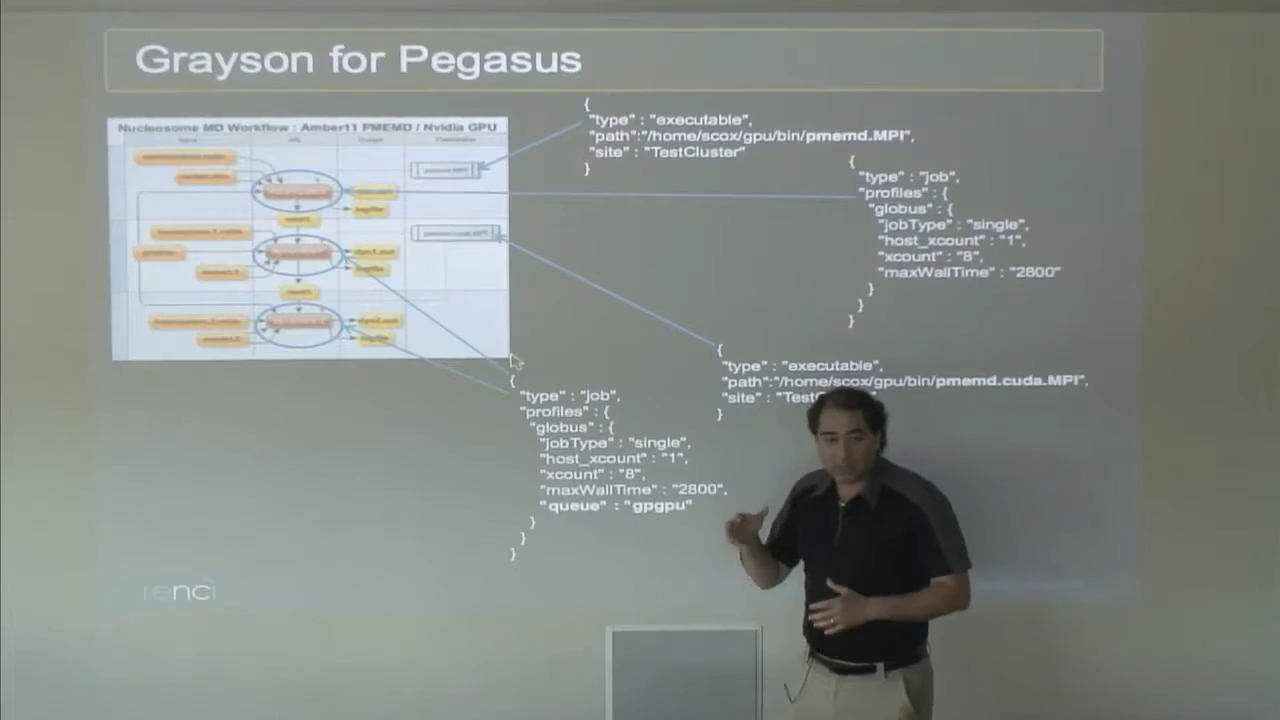 Grayson for Pegasus
Nucleosome MD Workflow : Amber11 PMEMD / Nvidia GPU
{
"type" : "executable",
"path":"/home/scox/gpu/bin/pmemd.MPI",
"site" : "TestCluster"
}
{
"type" : "job",
"profiles" : {
"globus" : {
"jobType" : "single",
"host_xcount" : "1",
"xcount" : "8",
"maxWallTime" : "2800"
}
}
}
{
"type" : "executable",
"path":"/home/scox/gpu/bin/pmemd.cuda.MPI",
"site" : "Test
}
{
"type" : "job",
"profiles" : {
"globus" : {
"jobType" : "single",
"host_xcount" : "1",
"xcount" : "8",
"maxWallTime" : "2800",
"queue" : "gpgpu"
}
}
}
renci